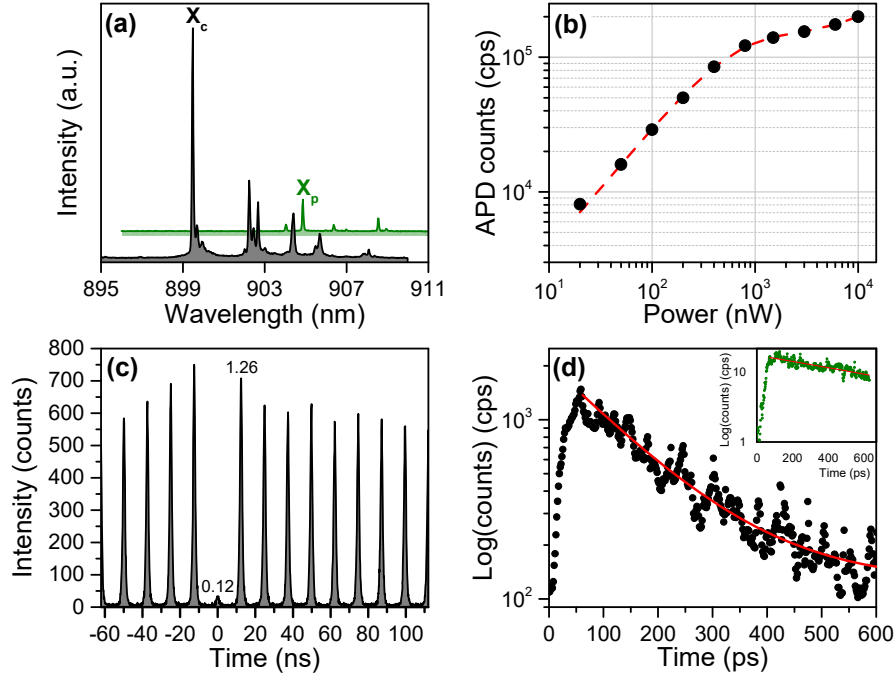 (a)
X_c
X_p
Intensity (a.u.)
895 899 903 907 911
Wavelength (nm)
(b)
APD counts (cps)
10^5
10^4
10^1 10^2 10^3 10^4
Power (nW)
(c)
Intensity (counts)
800
700
600
500
400
300
200
100
0
1.26
0.12
-60 -40 -20 0 20 40 60 80 100
Time (ns)
(d)
Log(counts) (cps)
10^3
10^2
0 100 200 300 400 500 600
Time (ps)
Log(counts) (cps)
10
1
0 200 400 600
Time (ps)